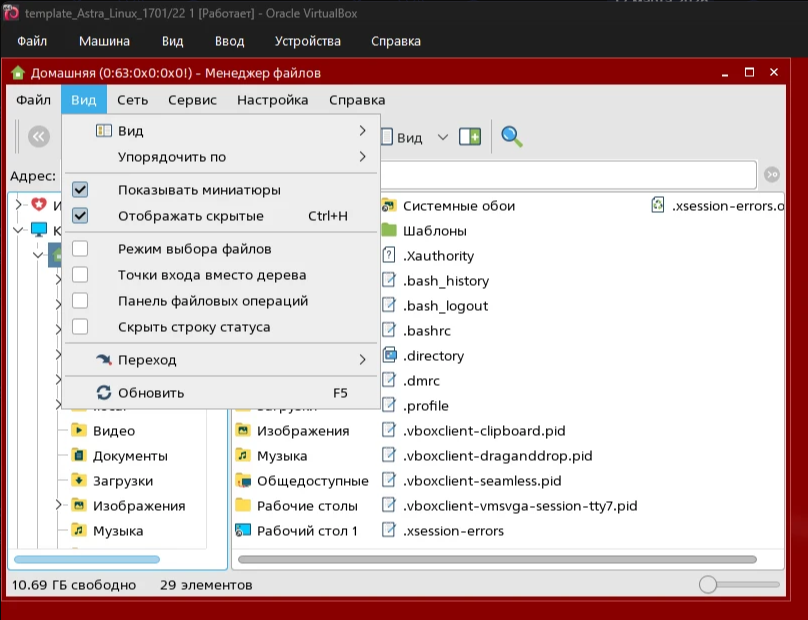 template_Astra_Linux_1701/22 1 [Работает] - Oracle VirtualBox
Файл Машина Вид Ввод Устройства Справка
Домашняя (0:63:0x0:0x0!) - Менеджер файлов
Файл Вид Сеть Сервис Настройка Справка
Вид
Адрес:
Вид
Упорядочить по
Показывать миниатюры
Отображать скрытые Ctrl+H
Режим выбора файлов
Точки входа вместо дерева
Панель файловых операций
Скрыть строку статуса
Переход
Обновить F5
Видео
Документы
Загрузки
Изображения
Музыка
Изображения
Музыка
Общедоступные
Рабочие столы
Рабочий стол 1
Системные обои
Шаблоны
.Xauthority
.bash_history
.bash_logout
.bashrc
.directory
.dmrc
.profile
.vboxclient-clipboard.pid
.vboxclient-draganddrop.pid
.vboxclient-seamless.pid
.vboxclient-vmsvga-session-tty7.pid
.xsession-errors
.xsession-errors.o
10.69 ГБ свободно 29 элементов